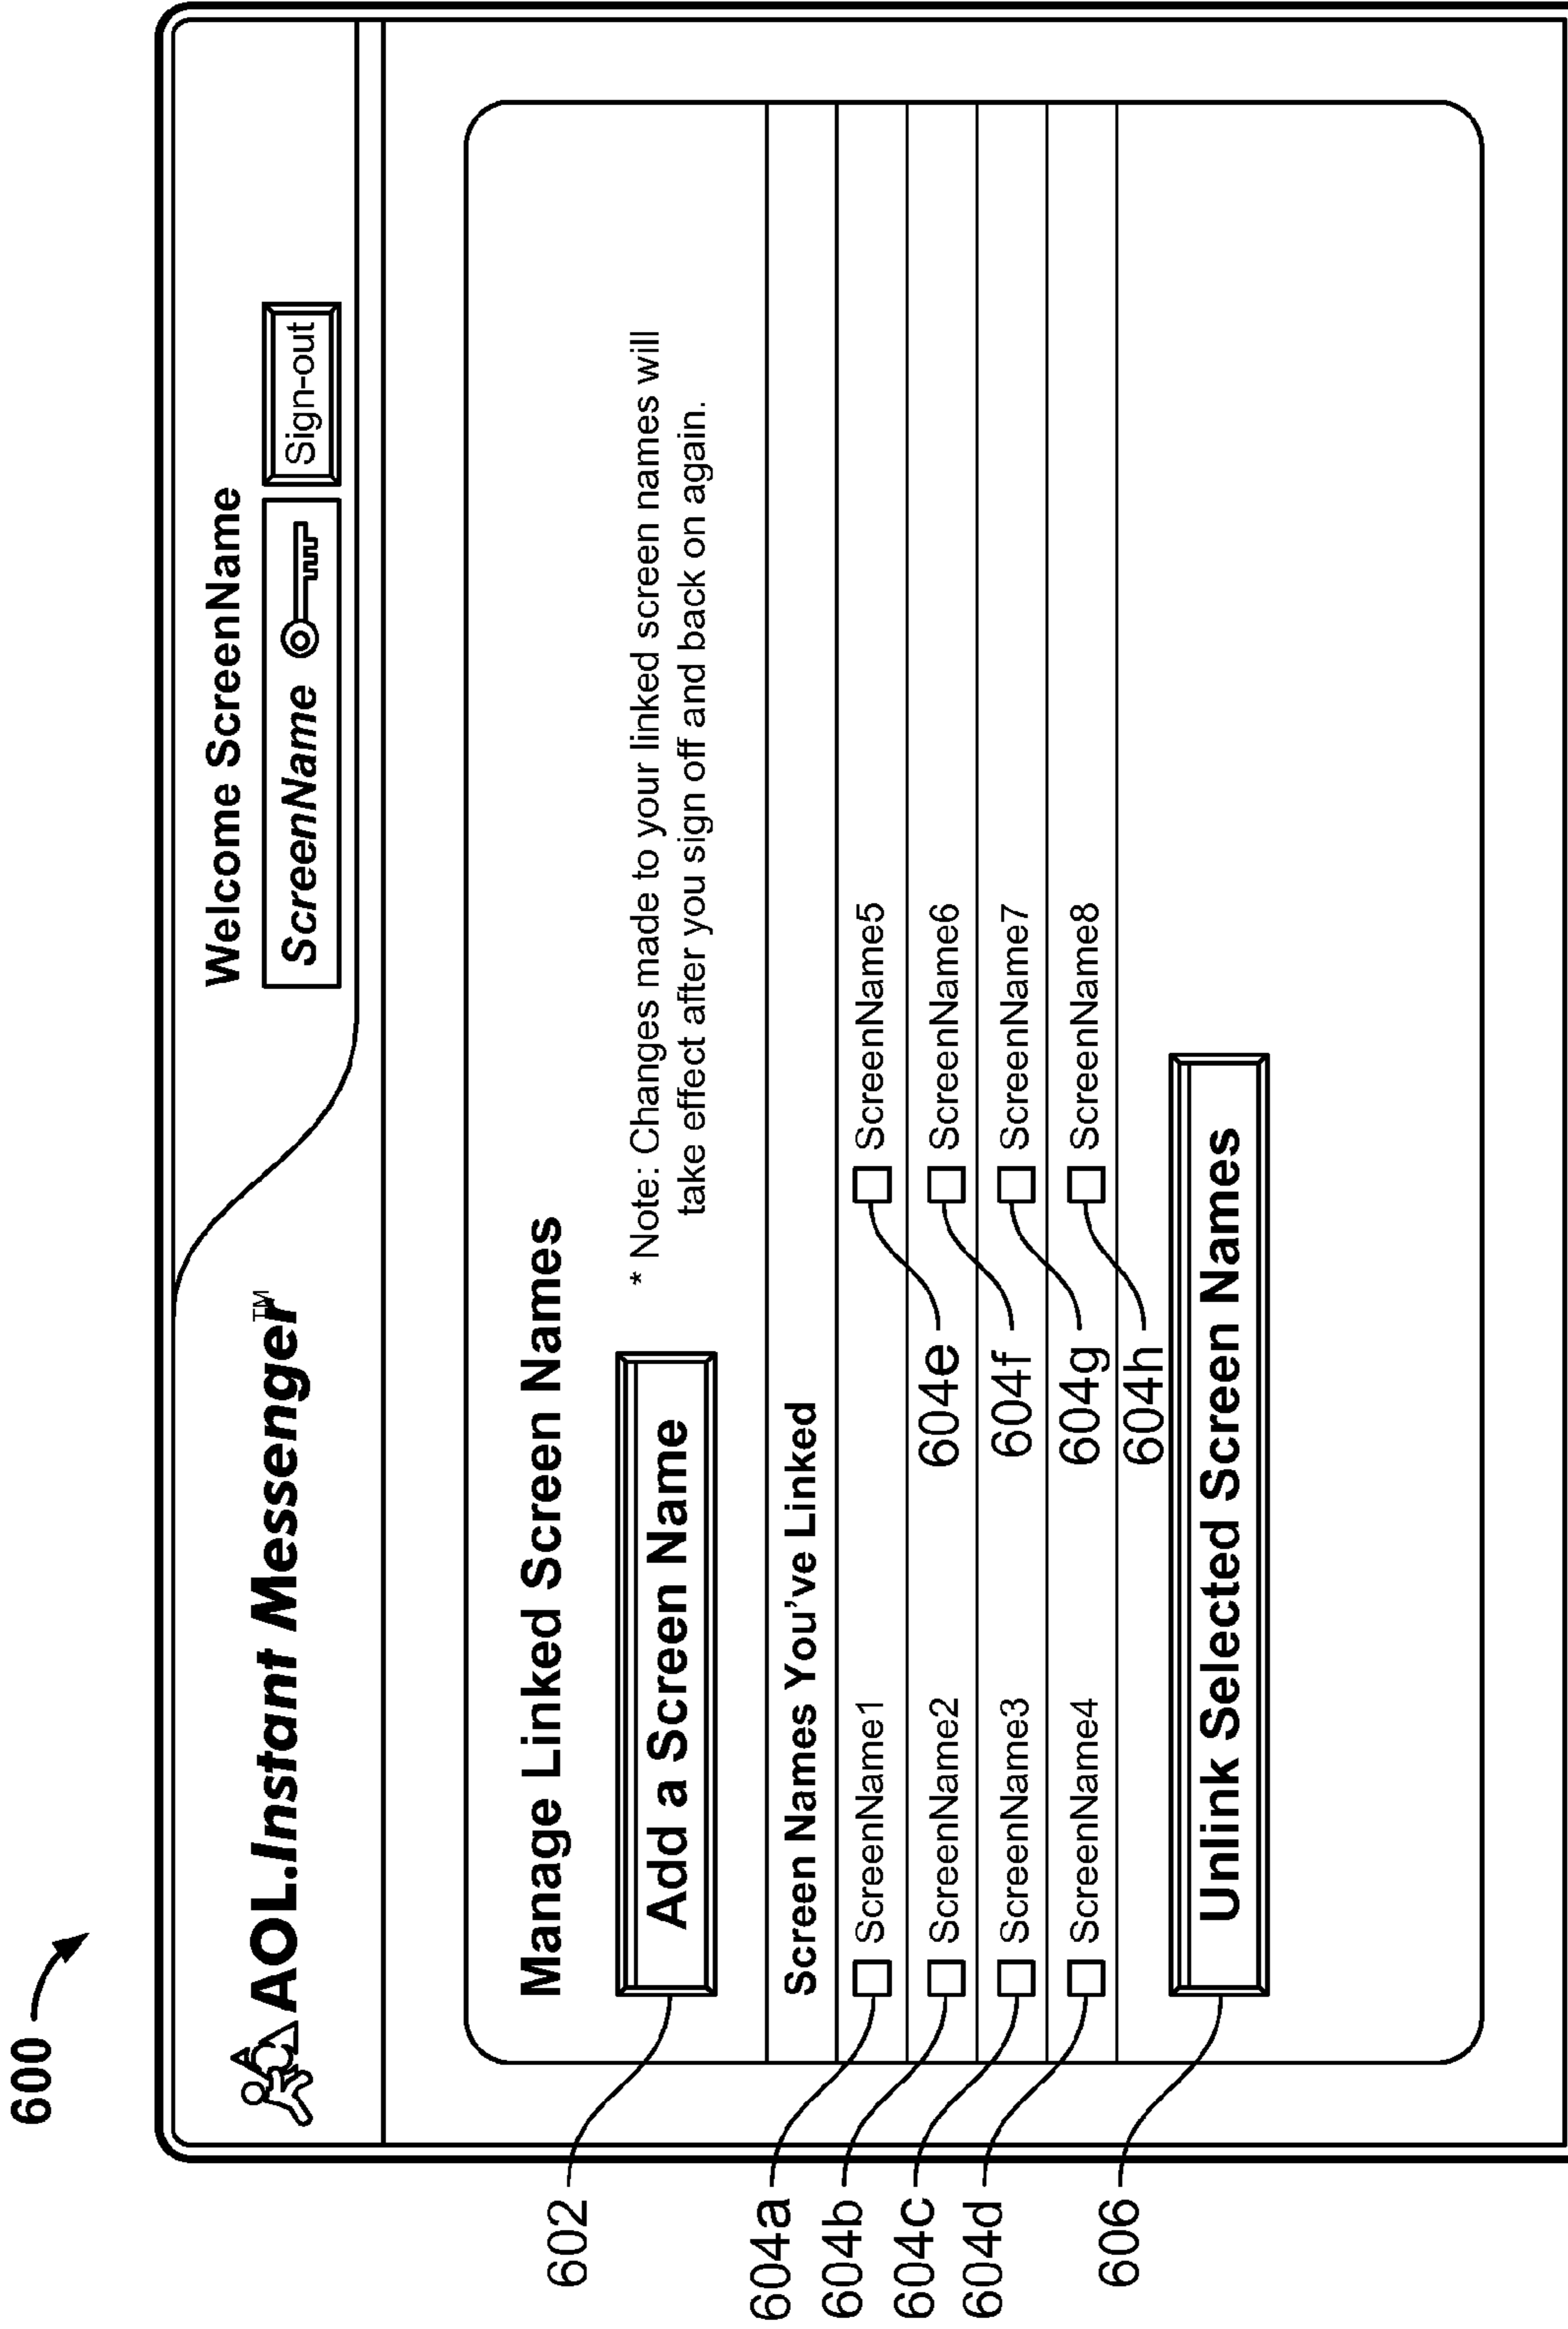 600
AOL.Instant Messenger™
Welcome ScreenName
ScreenName
Sign-out
Manage Linked Screen Names
602
Add a Screen Name
* Note: Changes made to your linked screen names will
take effect after you sign off and back on again.
Screen Names You've Linked
604a
ScreenName1
604e
ScreenName5
604b
ScreenName2
604f
ScreenName6
604c
ScreenName3
604g
ScreenName7
604d
ScreenName4
604h
ScreenName8
606
Unlink Selected Screen Names